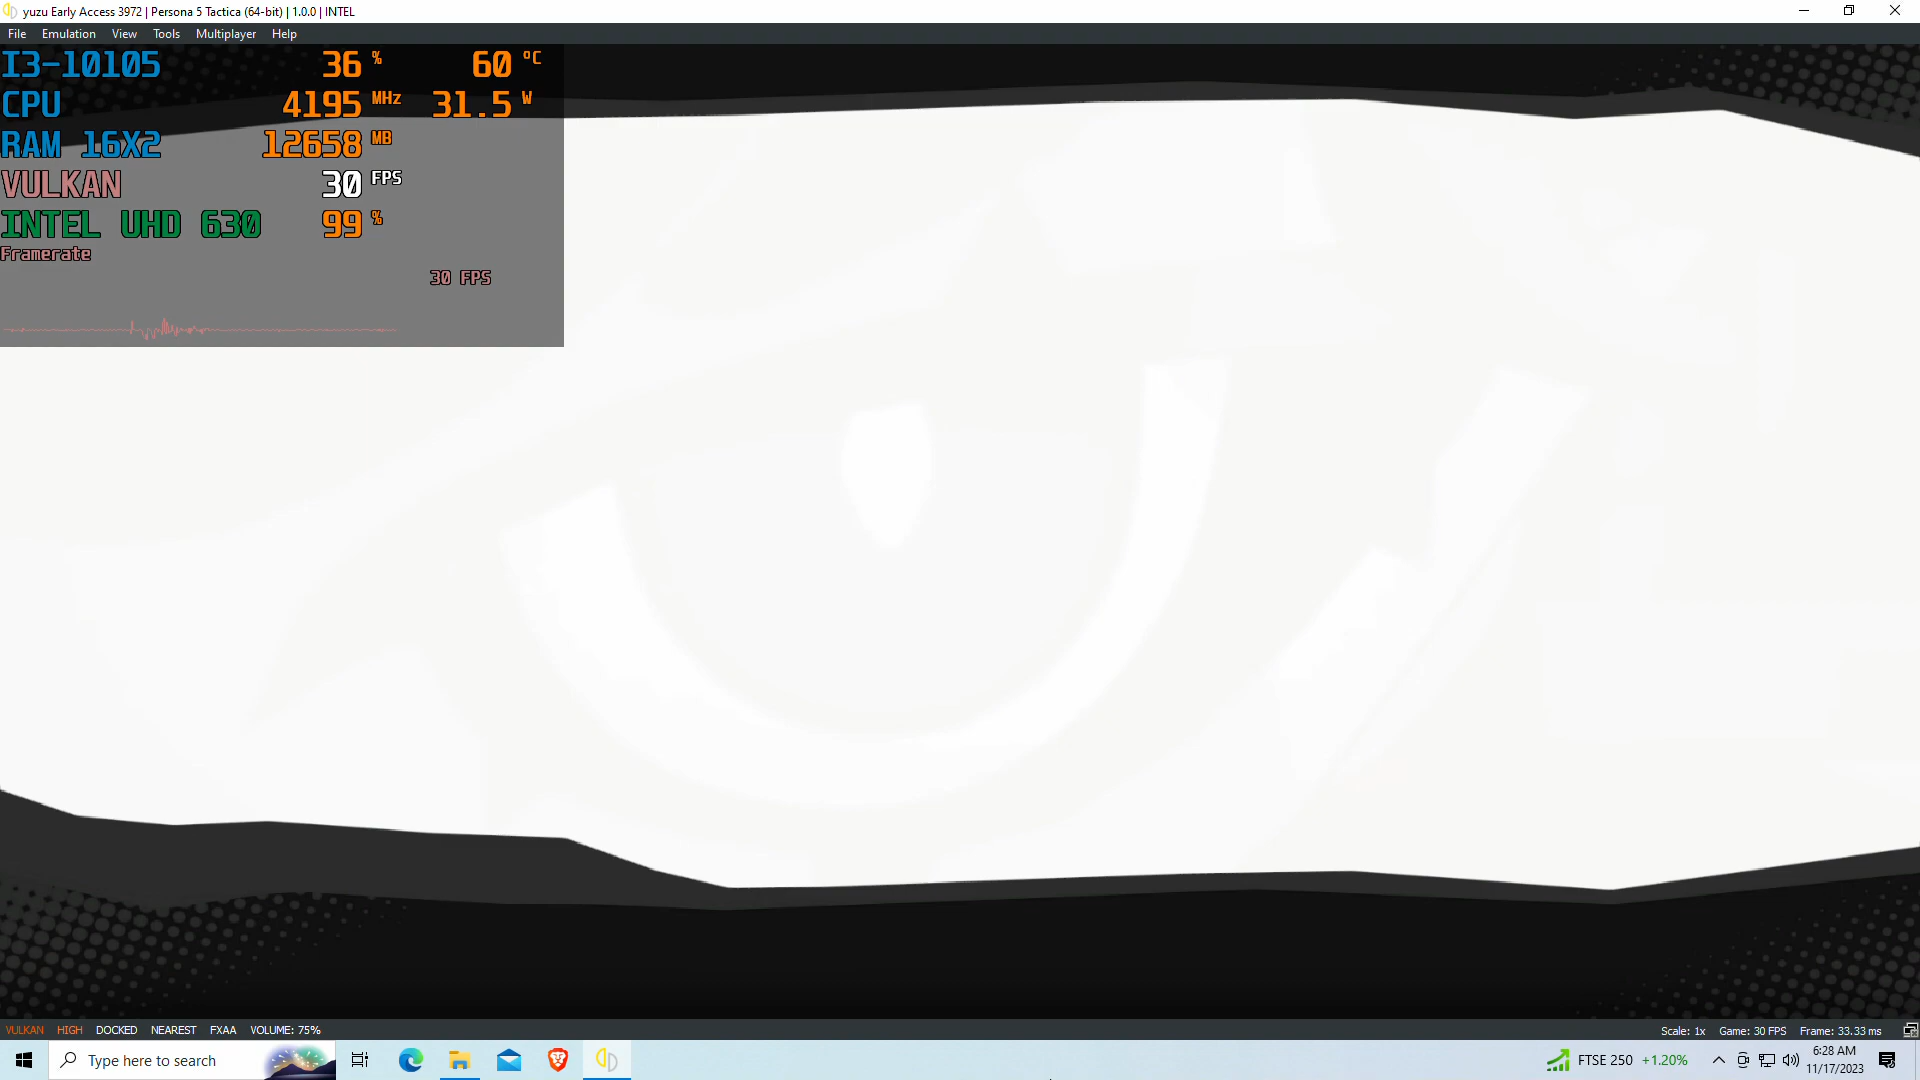 yuzu Early Access 3972 | Persona 5 Tactica (64-bit) | 1.0.0 | INTEL
File Emulation View Tools Multiplayer Help
I3-10105 36 % 60 °C
CPU 4195 MHz 31.5 W
RAM 16X2 12658 MB
VULKAN 30 FPS
INTEL UHD 630 99 %
Framerate
30 FPS
VULKAN HIGH DOCKED NEAREST FXAA VOLUME: 75% Scale: 1x Game: 30 FPS Frame: 33.33 ms
Type here to search FTSE 250 +1.20% 6:28 AM
11/17/2023